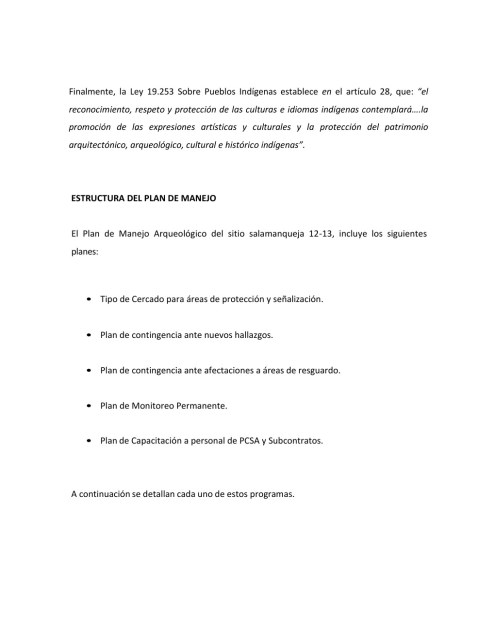 Finalmente, la Ley 19.253 Sobre Pueblos Indígenas establece en el artículo 28, que: "el
reconocimiento, respeto y protección de las culturas e idiomas indígenas contemplará....la
promoción de las expresiones artísticas y culturales y la protección del patrimonio
arquitectónico, arqueológico, cultural e histórico indígenas".
ESTRUCTURA DEL PLAN DE MANEJO
El Plan de Manejo Arqueológico del sitio salamanqueja 12-13, incluye los siguientes
planes:
• Tipo de Cercado para áreas de protección y señalización.
• Plan de contingencia ante nuevos hallazgos.
• Plan de contingencia ante afectaciones a áreas de resguardo.
• Plan de Monitoreo Permanente.
• Plan de Capacitación a personal de PCSA y Subcontratos.
A continuación se detallan cada uno de estos programas.